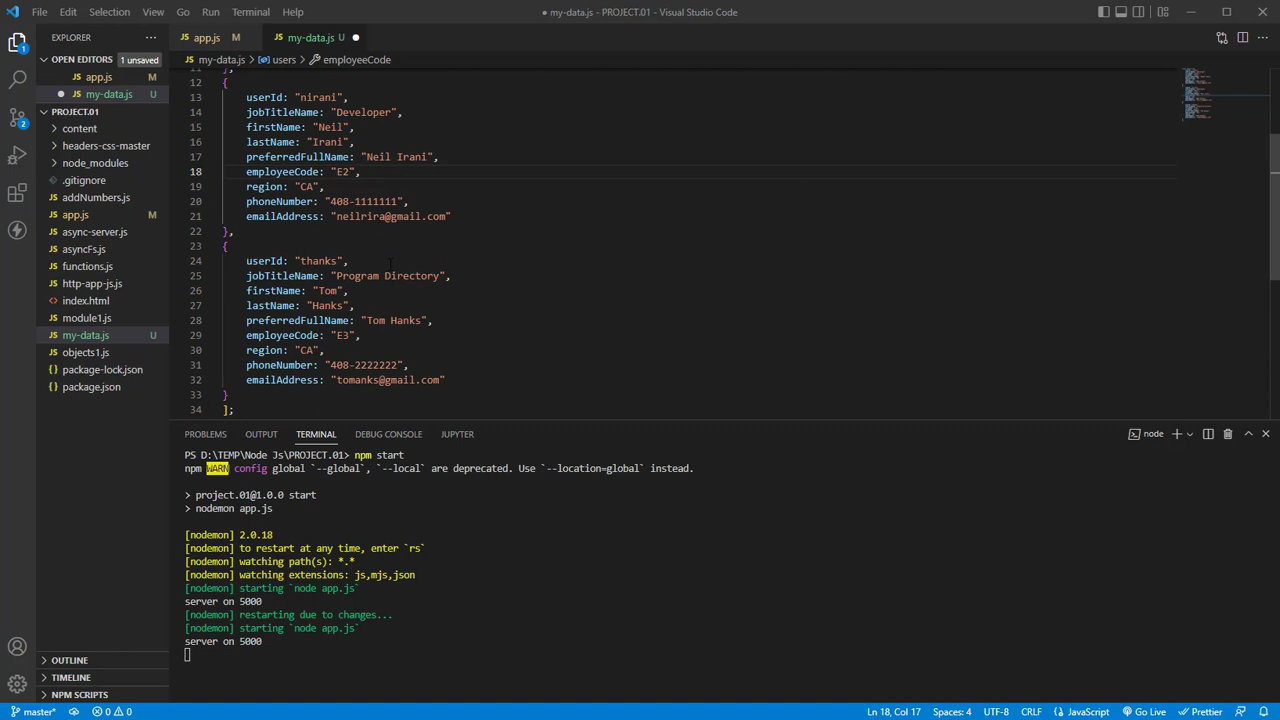 File Edit Selection View Go Run Terminal Help
● my-data.js - PROJECT.01 - Visual Studio Code
EXPLORER
OPEN EDITORS 1 unsaved
JS app.js M
● JS my-data.js U
PROJECT.01
content
headers-css-master
node_modules
.gitignore
JS addNumbers.js
JS app.js M
JS async-server.js
JS asyncFs.js
JS functions.js
JS http-app-js.js
index.html
JS module1.js
JS my-data.js U
JS objects1.js
package-lock.json
package.json
OUTLINE
TIMELINE
NPM SCRIPTS
1
2
JS app.js M
JS my-data.js U ●
JS my-data.js > users > employeeCode
11 },
12 {
13 userId: "nirani",
14 jobTitleName: "Developer",
15 firstName: "Neil",
16 lastName: "Irani",
17 preferredFullName: "Neil Irani",
18 employeeCode: "E2",
19 region: "CA",
20 phoneNumber: "408-1111111",
21 emailAddress: "neilrira@gmail.com"
22 },
23 {
24 userId: "thanks",
25 jobTitleName: "Program Directory",
26 firstName: "Tom",
27 lastName: "Hanks",
28 preferredFullName: "Tom Hanks",
29 employeeCode: "E3",
30 region: "CA",
31 phoneNumber: "408-2222222",
32 emailAddress: "tomanks@gmail.com"
33 }
34 ];
PROBLEMS OUTPUT TERMINAL DEBUG CONSOLE JUPYTER
node
PS D:\TEMP\Node Js\PROJECT.01> npm start
npm WARN config global `--global`, `--local` are deprecated. Use `--location=global` instead.
> project.01@1.0.0 start
> nodemon app.js
[nodemon] 2.0.18
[nodemon] to restart at any time, enter `rs`
[nodemon] watching path(s): *.*
[nodemon] watching extensions: js,mjs,json
[nodemon] starting `node app.js`
server on 5000
[nodemon] restarting due to changes...
[nodemon] starting `node app.js`
server on 5000
master* 0 0
Ln 18, Col 17 Spaces: 4 UTF-8 CRLF { } JavaScript Go Live Prettier